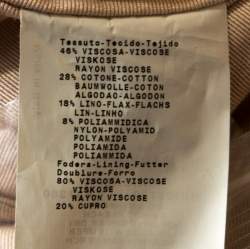 Tessuto-Tecido-Tejido
46% VISCOSA-VISCOSE
VISKOSE
RAYON VISCOSE
28% COTONE-COTTON
BAUMWOLLE-COTON
ALGODAO-ALGODON
18% LINO-FLAX-FLACHS
LIN-LINHO
8% POLIAMMIDICA
NYLON-POLYAMID
POLYAMIDE
POLIAMIDA
POLIAMIDA
Fodera-Lining-Futter
Doublure-Forro
80% VISCOSA-VISCOSE
VISKOSE
RAYON VISCOSE
20% CUPRO